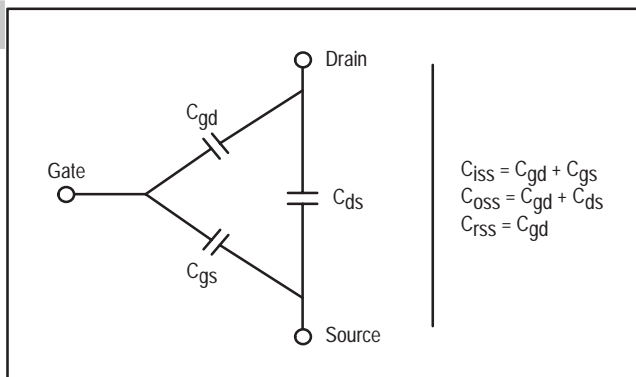 Drain
Cgd
Gate
Cds
Cgs
Source
Ciss = Cgd + Cgs
Coss = Cgd + Cds
Crss = Cgd